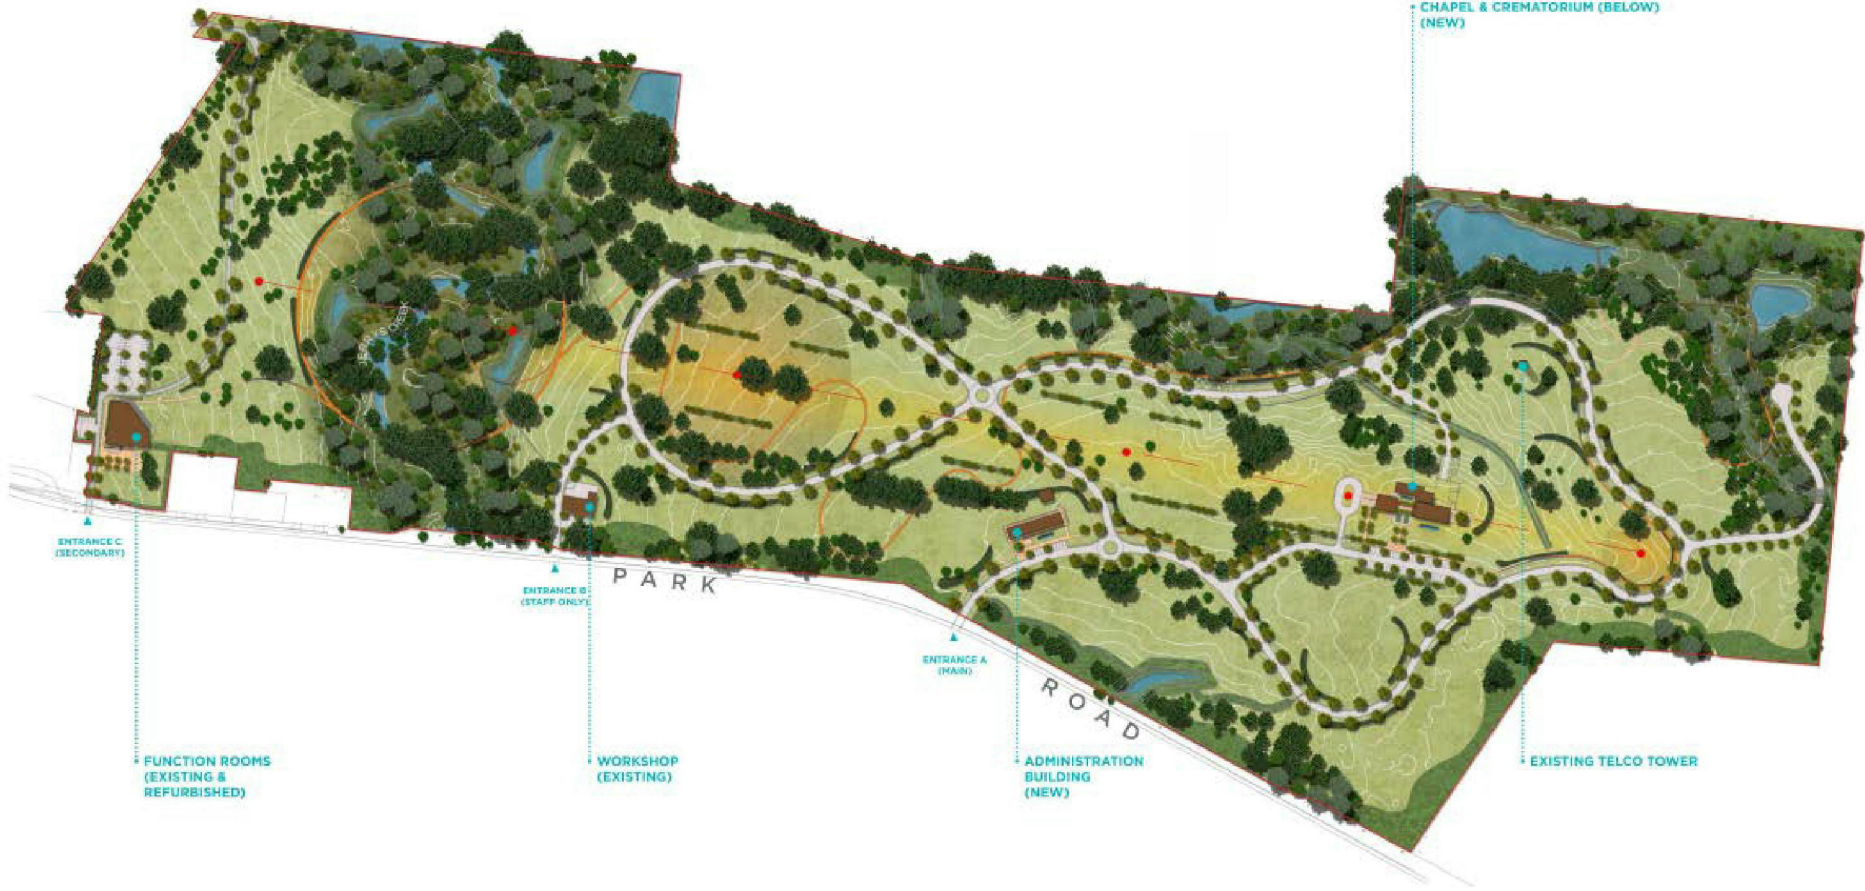 CHAPEL & CREMATORIUM (BELOW)
(NEW)
Creek
ENTRANCE C
(SECONDARY)
ENTRANCE B
(STAFF ONLY)
PARK
ENTRANCE A
(MAIN)
ROAD
FUNCTION ROOMS
(EXISTING &
REFURBISHED)
WORKSHOP
(EXISTING)
ADMINISTRATION
BUILDING
(NEW)
EXISTING TELCO TOWER